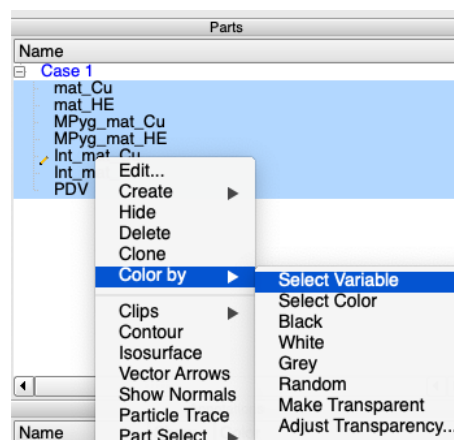 Parts
Name
Case 1
mat_Cu
mat_HE
MPyg_mat_Cu
MPyg_mat_HE
Int_mat_Cu
Int_m
PDV
Edit...
Create
Hide
Delete
Clone
Color by
Clips
Contour
Isosurface
Vector Arrows
Show Normals
Particle Trace
Part Select
Select Variable
Select Color
Black
White
Grey
Random
Make Transparent
Adjust Transparency...
Name